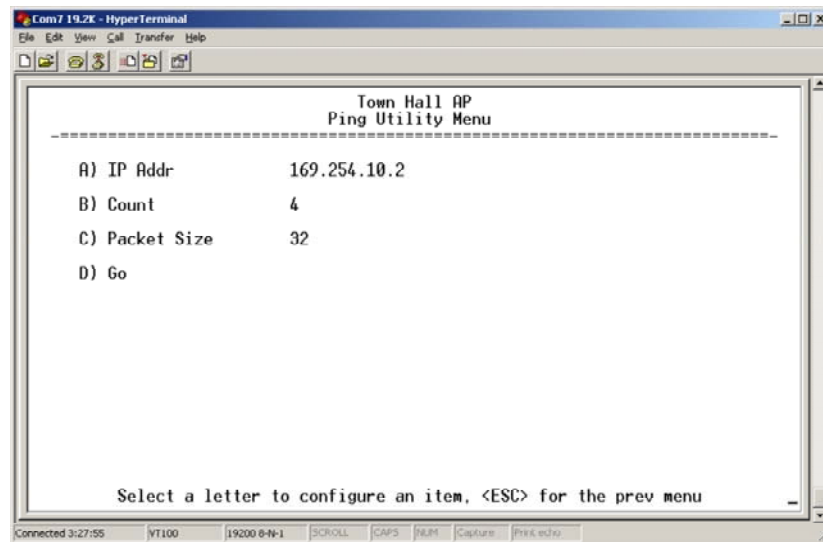 Com7 19.2K - HyperTerminal
File Edit View Call Transfer Help
Town Hall AP
Ping Utility Menu
A) IP Addr 169.254.10.2
B) Count 4
C) Packet Size 32
D) Go
Select a letter to configure an item, <ESC> for the prev menu
Connected 3:27:55 VT100 19200 8-N-1 SCROLL CAPS NUM Capture Print echo